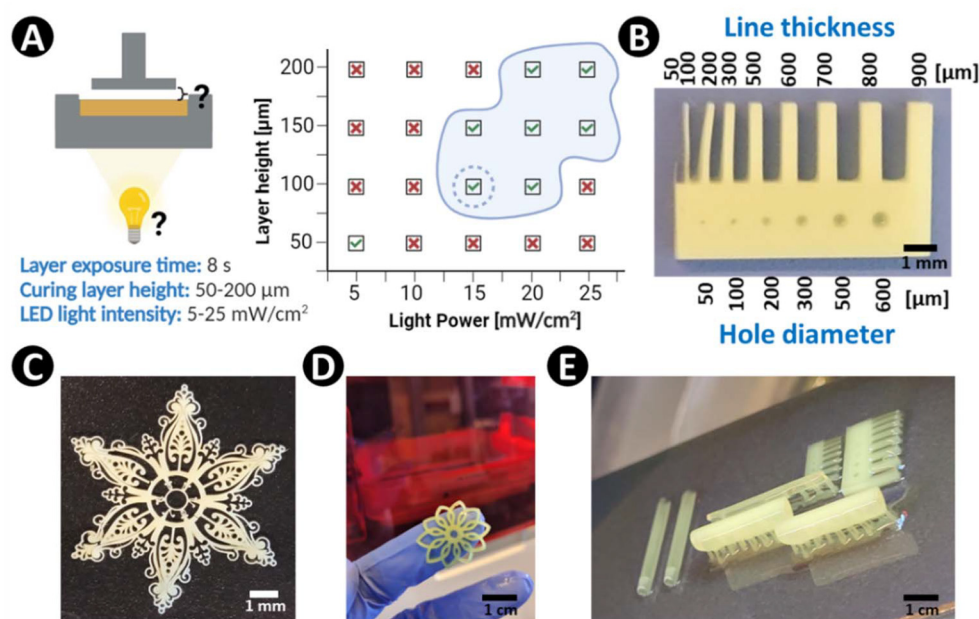 A
?
?
Layer exposure time: 8 s
Curing layer height: 50-200 µm
LED light intensity: 5-25 mW/cm²
Layer height [µm]
200
150
100
50
5 10 15 20 25
Light Power [mW/cm²]
B
Line thickness
50 100 200 300 500 600 700 800 900 [µm]
1 mm
50 100 200 300 500 600 [µm]
Hole diameter
C
1 mm
D
1 cm
E
1 cm